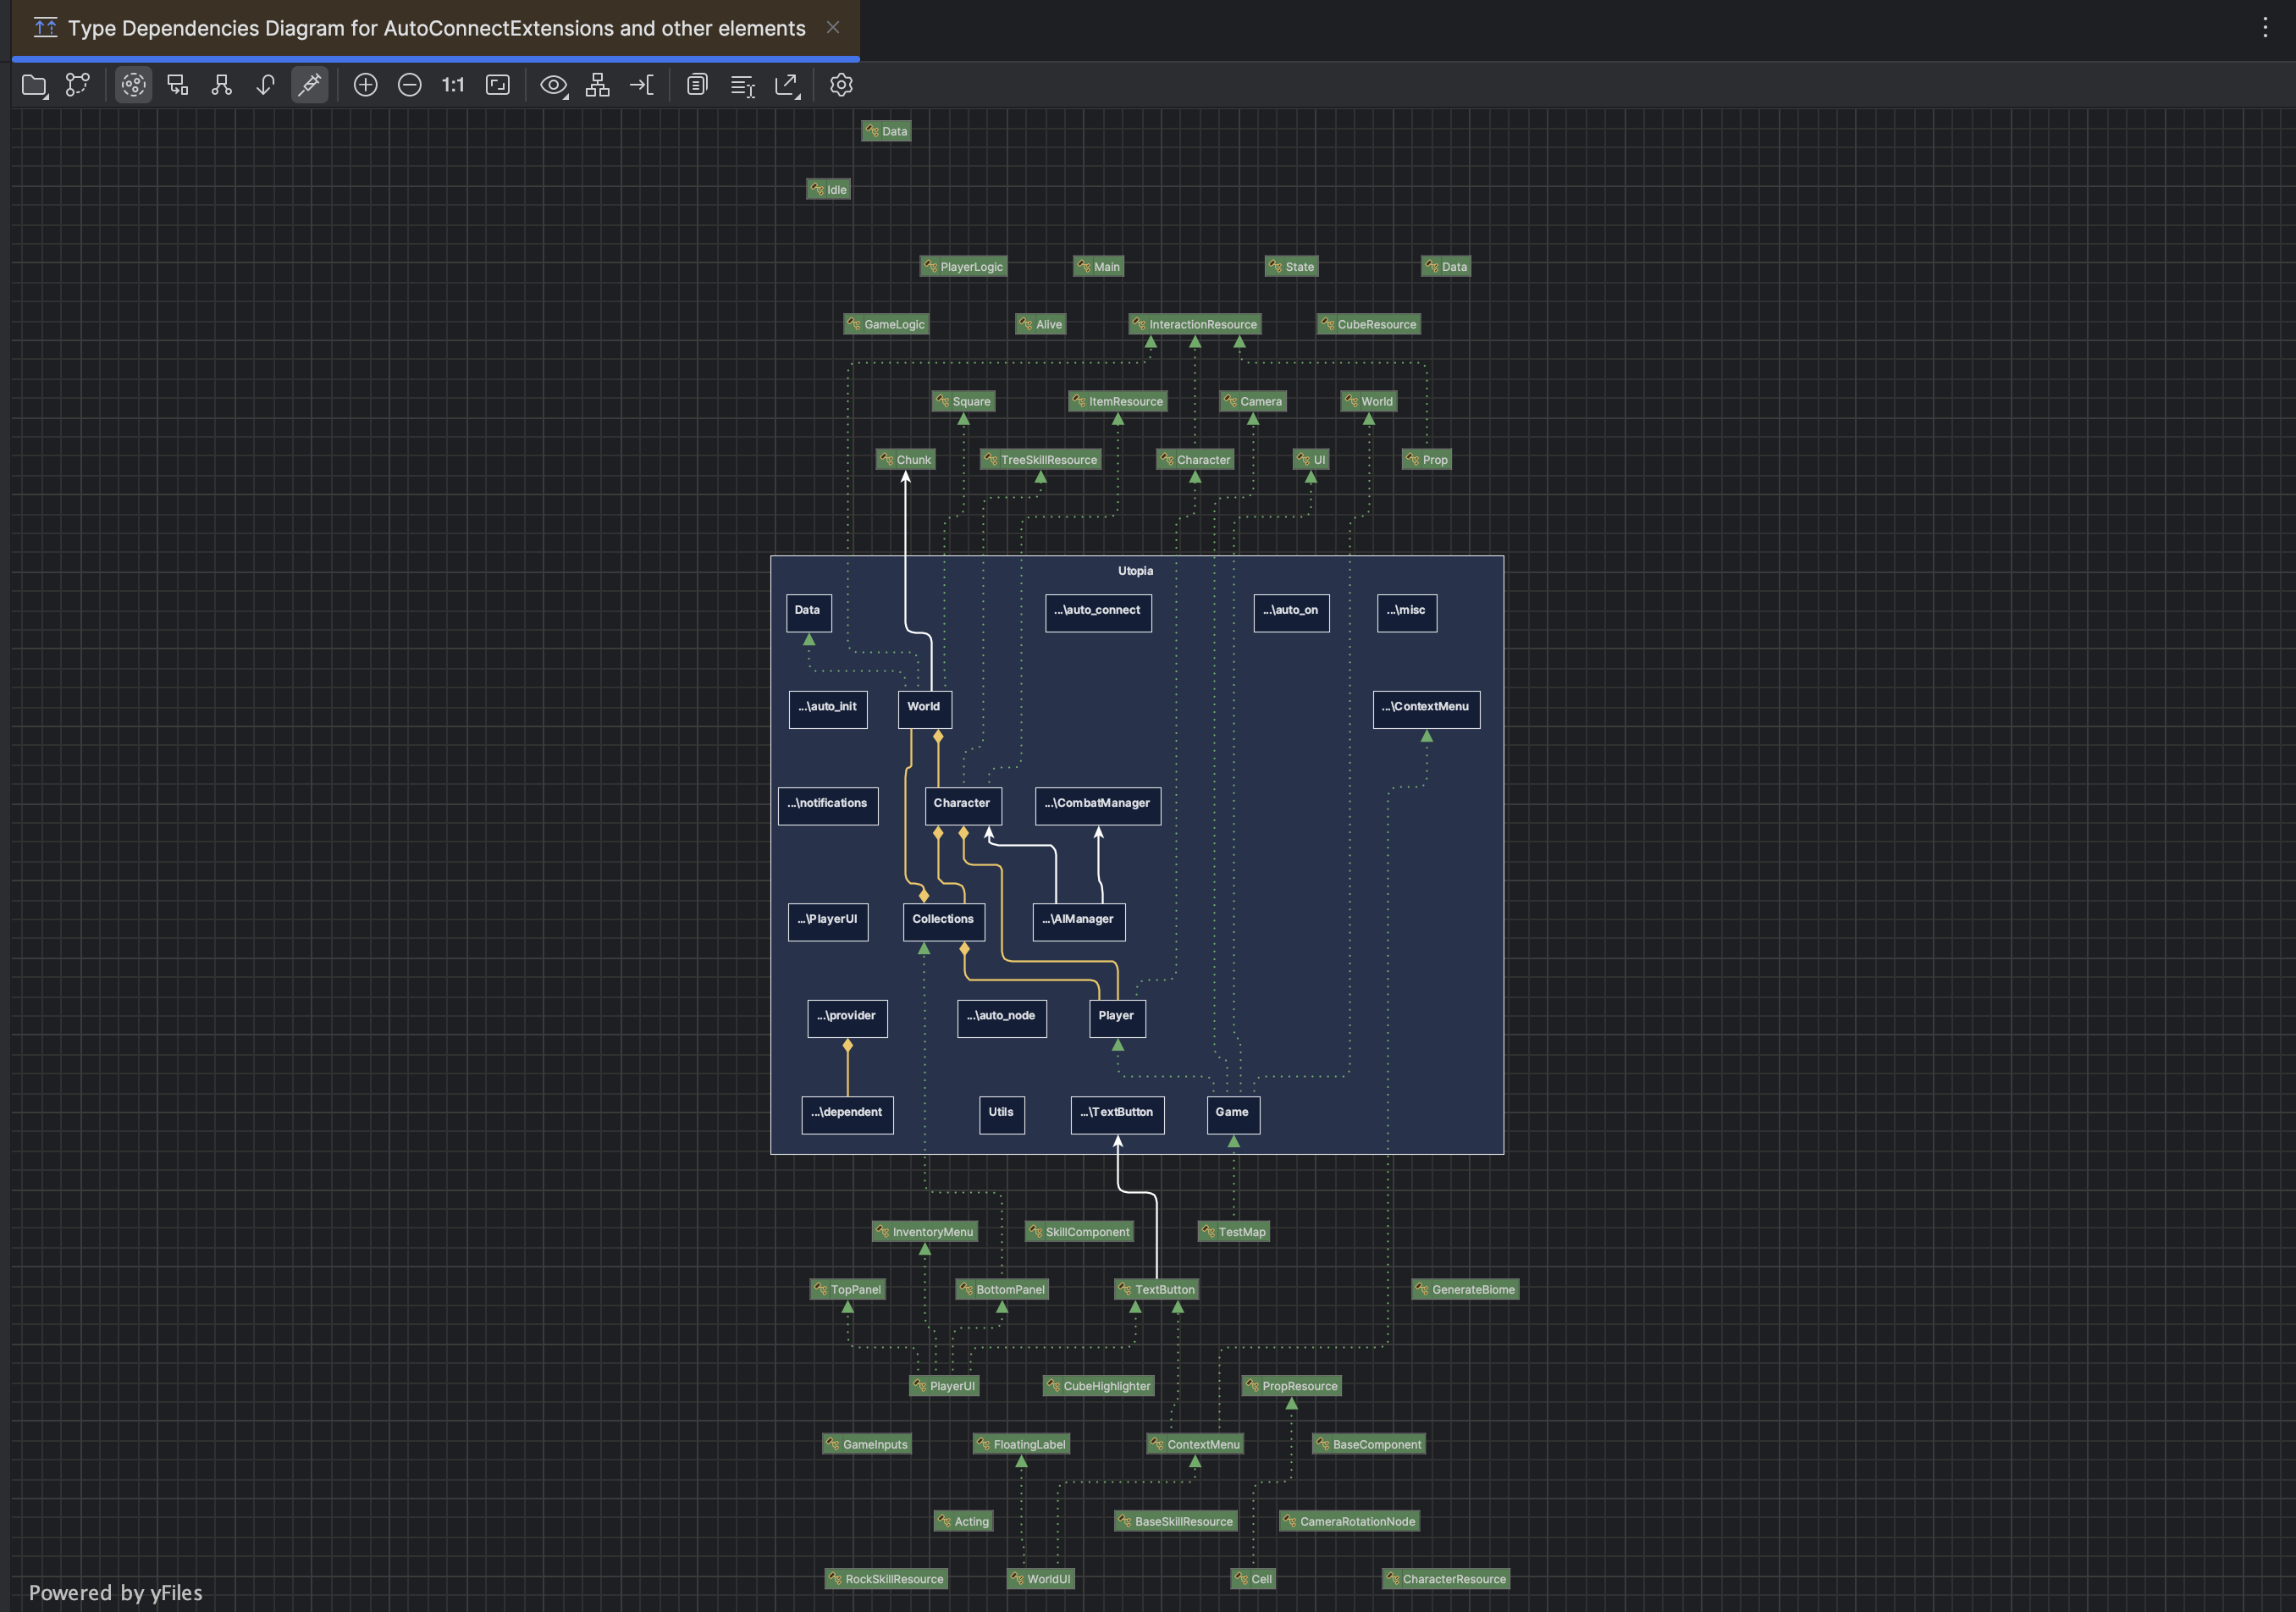 Type Dependencies Diagram for AutoConnectExtensions and other elements
1:1
Data
Idle
PlayerLogic
Main
State
Data
GameLogic
Alive
InteractionResource
CubeResource
Square
ItemResource
Camera
World
Chunk
TreeSkillResource
Character
UI
Prop
Utopia
Data
...\auto_connect
...\auto_on
...\misc
...\auto_init
World
...\ContextMenu
...\notifications
Character
...\CombatManager
...\PlayerUI
Collections
...\AIManager
...\provider
...\auto_node
Player
...\dependent
Utils
...\TextButton
Game
InventoryMenu
SkillComponent
TestMap
TopPanel
BottomPanel
TextButton
GenerateBiome
PlayerUI
CubeHighlighter
PropResource
GameInputs
FloatingLabel
ContextMenu
BaseComponent
Acting
BaseSkillResource
CameraRotationNode
RockSkillResource
WorldUI
Cell
CharacterResource
Powered by yFiles